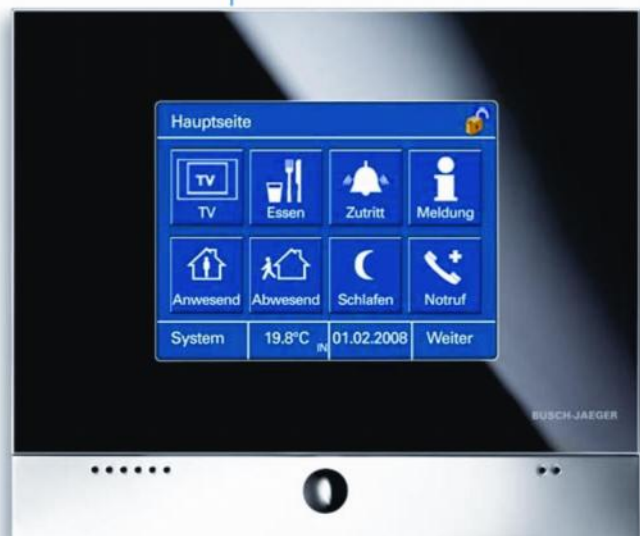 Hauptseite
TV
TV
Essen
Zutritt
Meldung
Anwesend
Abwesend
Schlafen
Notruf
System
19.8°C IN
01.02.2008
Weiter
BUSCH-JAEGER